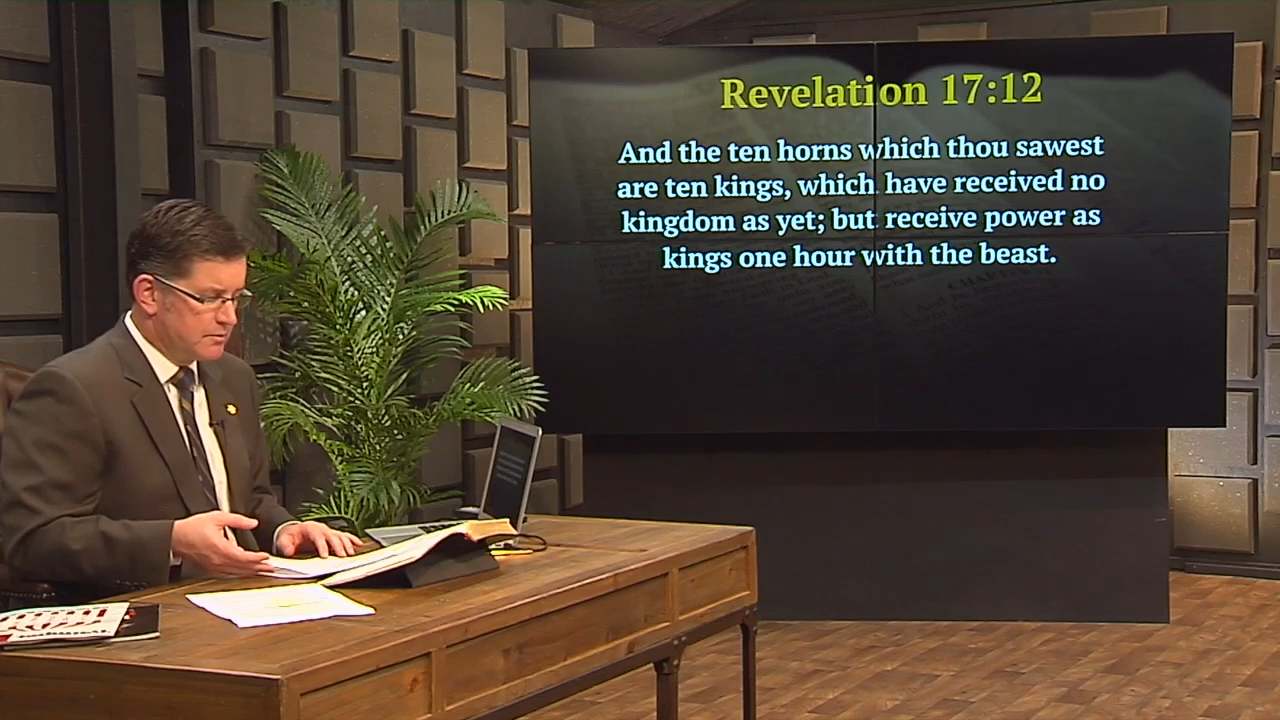 Revelation 17:12
And the ten horns which thou sawest
are ten kings, which have received no
kingdom as yet; but receive power as
kings one hour with the beast.